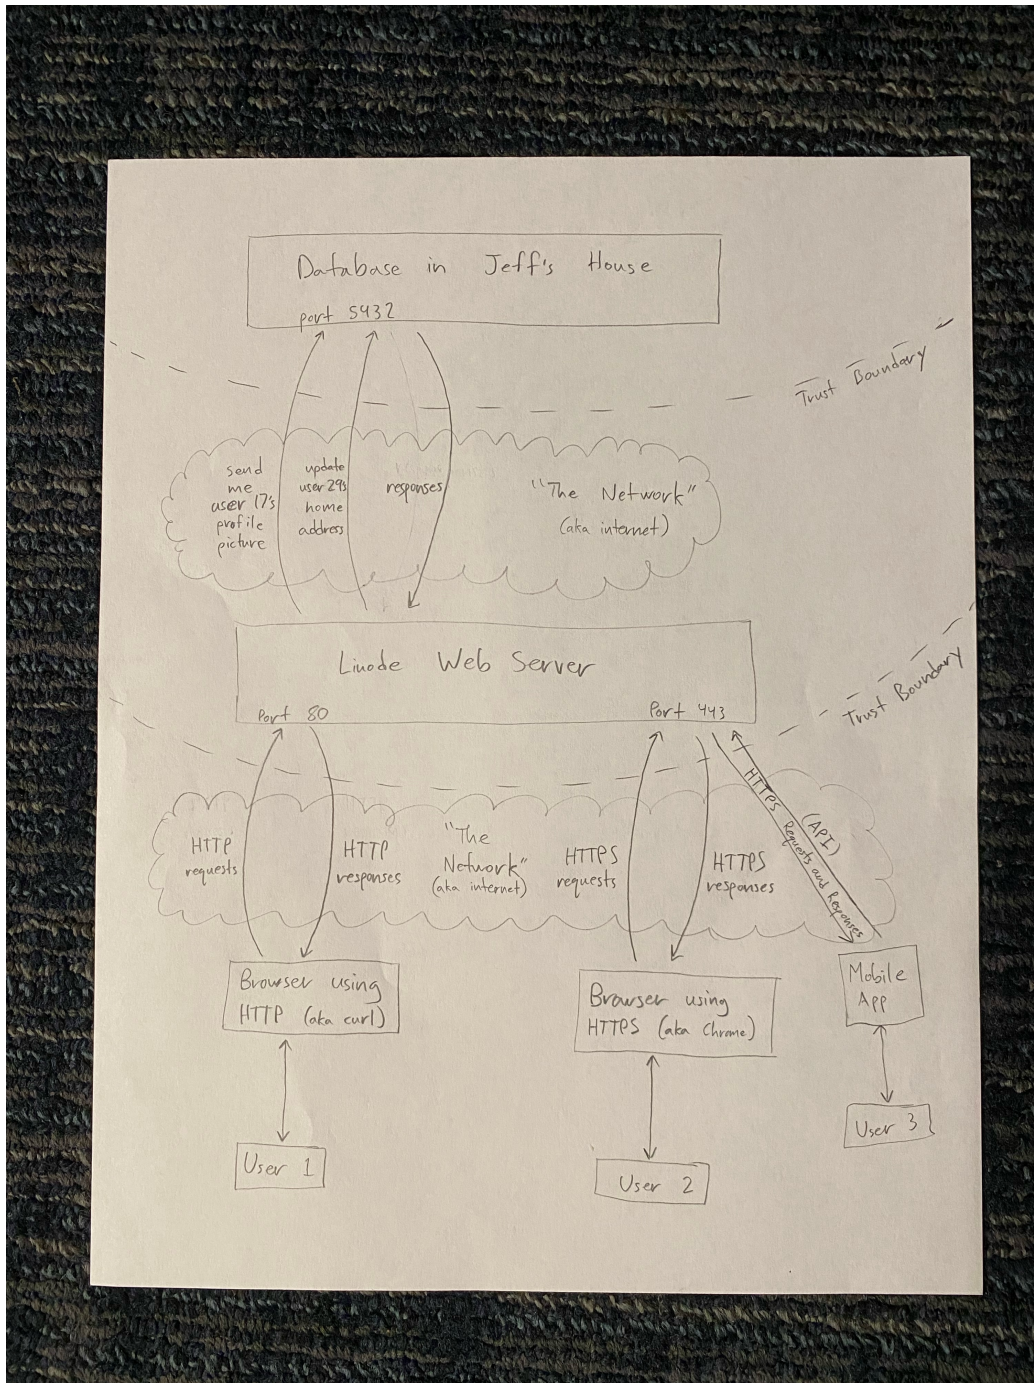 Database in Jeff's House
port 5432
Trust Boundary
send
me
user 17's
profile
picture
update
user 29's
home
address
responses
"The Network"
(aka internet)
Linode Web Server
Port 80
Port 443
Trust Boundary
HTTP
requests
HTTP
responses
"The
Network"
(aka internet)
HTTPS
requests
HTTPS
responses
(API)
HTTPS Requests and Responses
Browser using
HTTP (aka curl)
Browser using
HTTPS (aka Chrome)
Mobile
App
User 1
User 2
User 3